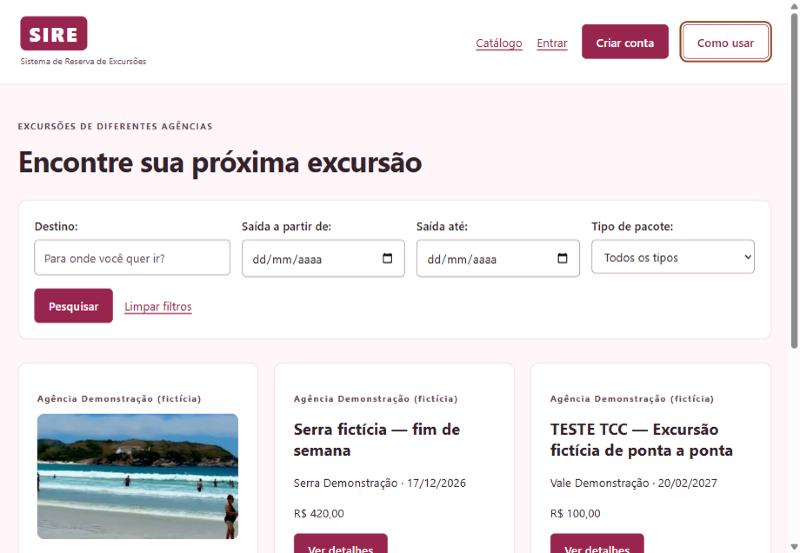 SIRE
Sistema de Reserva de Excursões
Catálogo
Entrar
Criar conta
Como usar
EXCURSÕES DE DIFERENTES AGÊNCIAS
Encontre sua próxima excursão
Destino:
Saída a partir de:
Saída até:
Tipo de pacote:
Para onde você quer ir?
dd/mm/aaaa
dd/mm/aaaa
Todos os tipos
Pesquisar
Limpar filtros
Agência Demonstração (fictícia)
Agência Demonstração (fictícia)
Serra fictícia — fim de
semana
Serra Demonstração · 17/12/2026
R$ 420,00
Ver detalhes
Agência Demonstração (fictícia)
TESTE TCC — Excursão
fictícia de ponta a ponta
Vale Demonstração · 20/02/2027
R$ 100,00
Ver detalhes